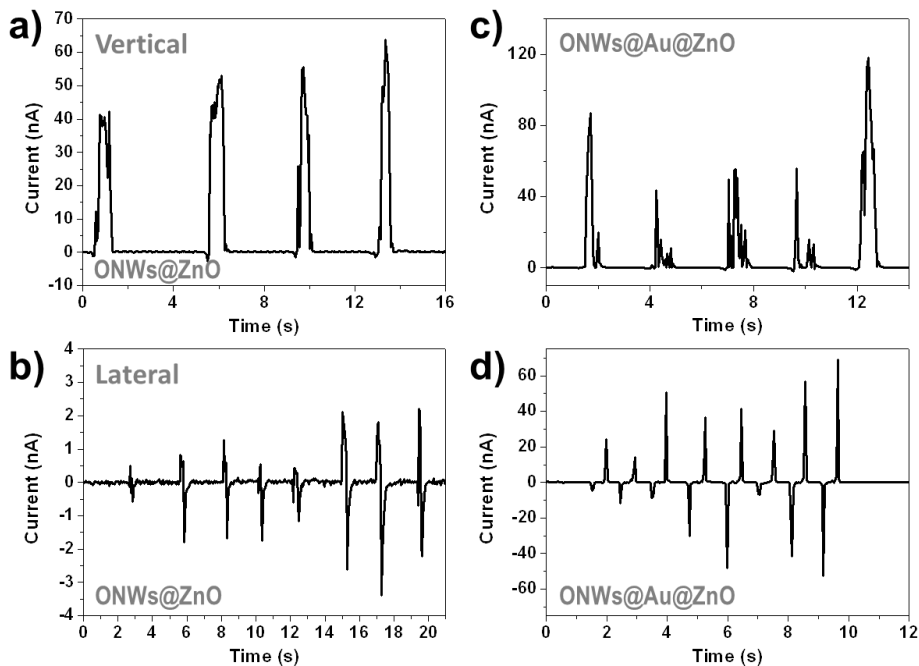 a)
Vertical
ONWs@ZnO
Current (nA)
70
60
50
40
30
20
10
0
-10
0 4 8 12 16
Time (s)
c)
ONWs@Au@ZnO
Current (nA)
120
80
40
0
0 4 8 12
Time (s)
b)
Lateral
ONWs@ZnO
Current (nA)
4
3
2
1
0
-1
-2
-3
-4
0 2 4 6 8 10 12 14 16 18 20
Time (s)
d)
ONWs@Au@ZnO
Current (nA)
60
40
20
0
-20
-40
-60
0 2 4 6 8 10 12
Time (s)